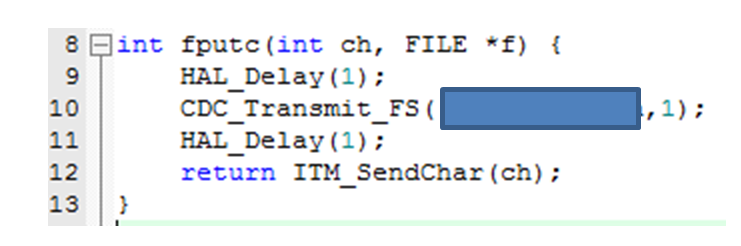 8 int fputc(int ch, FILE *f) {
9 HAL_Delay(1);
10 CDC_Transmit_FS( ,1);
11 HAL_Delay(1);
12 return ITM_SendChar(ch);
13 }